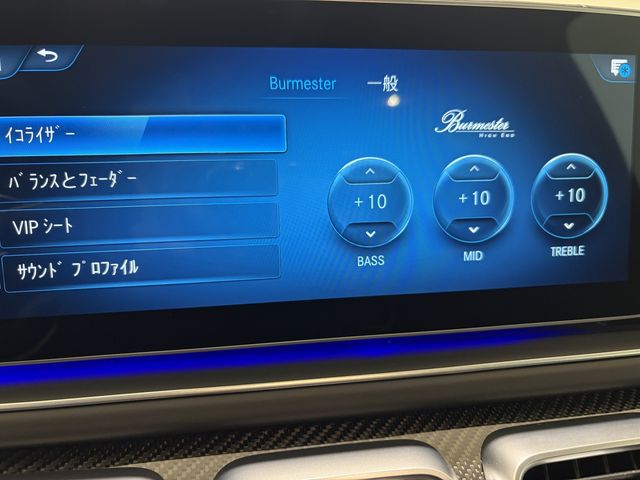 Burmester 一般
Burmester
HIGH END
イコライザー
バランスとフェーダー
VIP シート
サウンド プロファイル
+10
+10
+10
BASS
MID
TREBLE